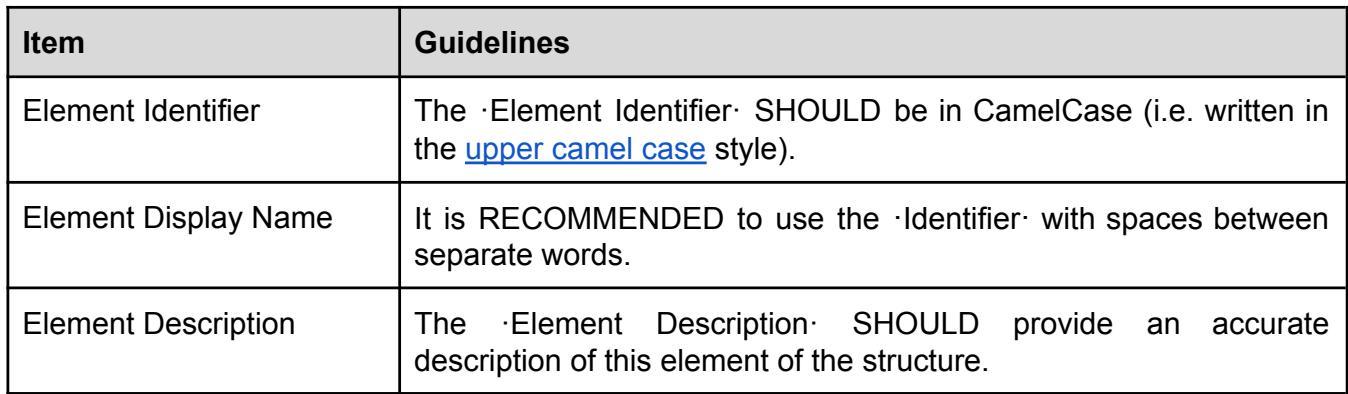 Item Guidelines
Element Identifier The ·Element Identifier· SHOULD be in CamelCase (i.e. written in
the upper camel case style).
Element Display Name It is RECOMMENDED to use the ·Identifier· with spaces between
separate words.
Element Description The ·Element Description· SHOULD provide an accurate
description of this element of the structure.